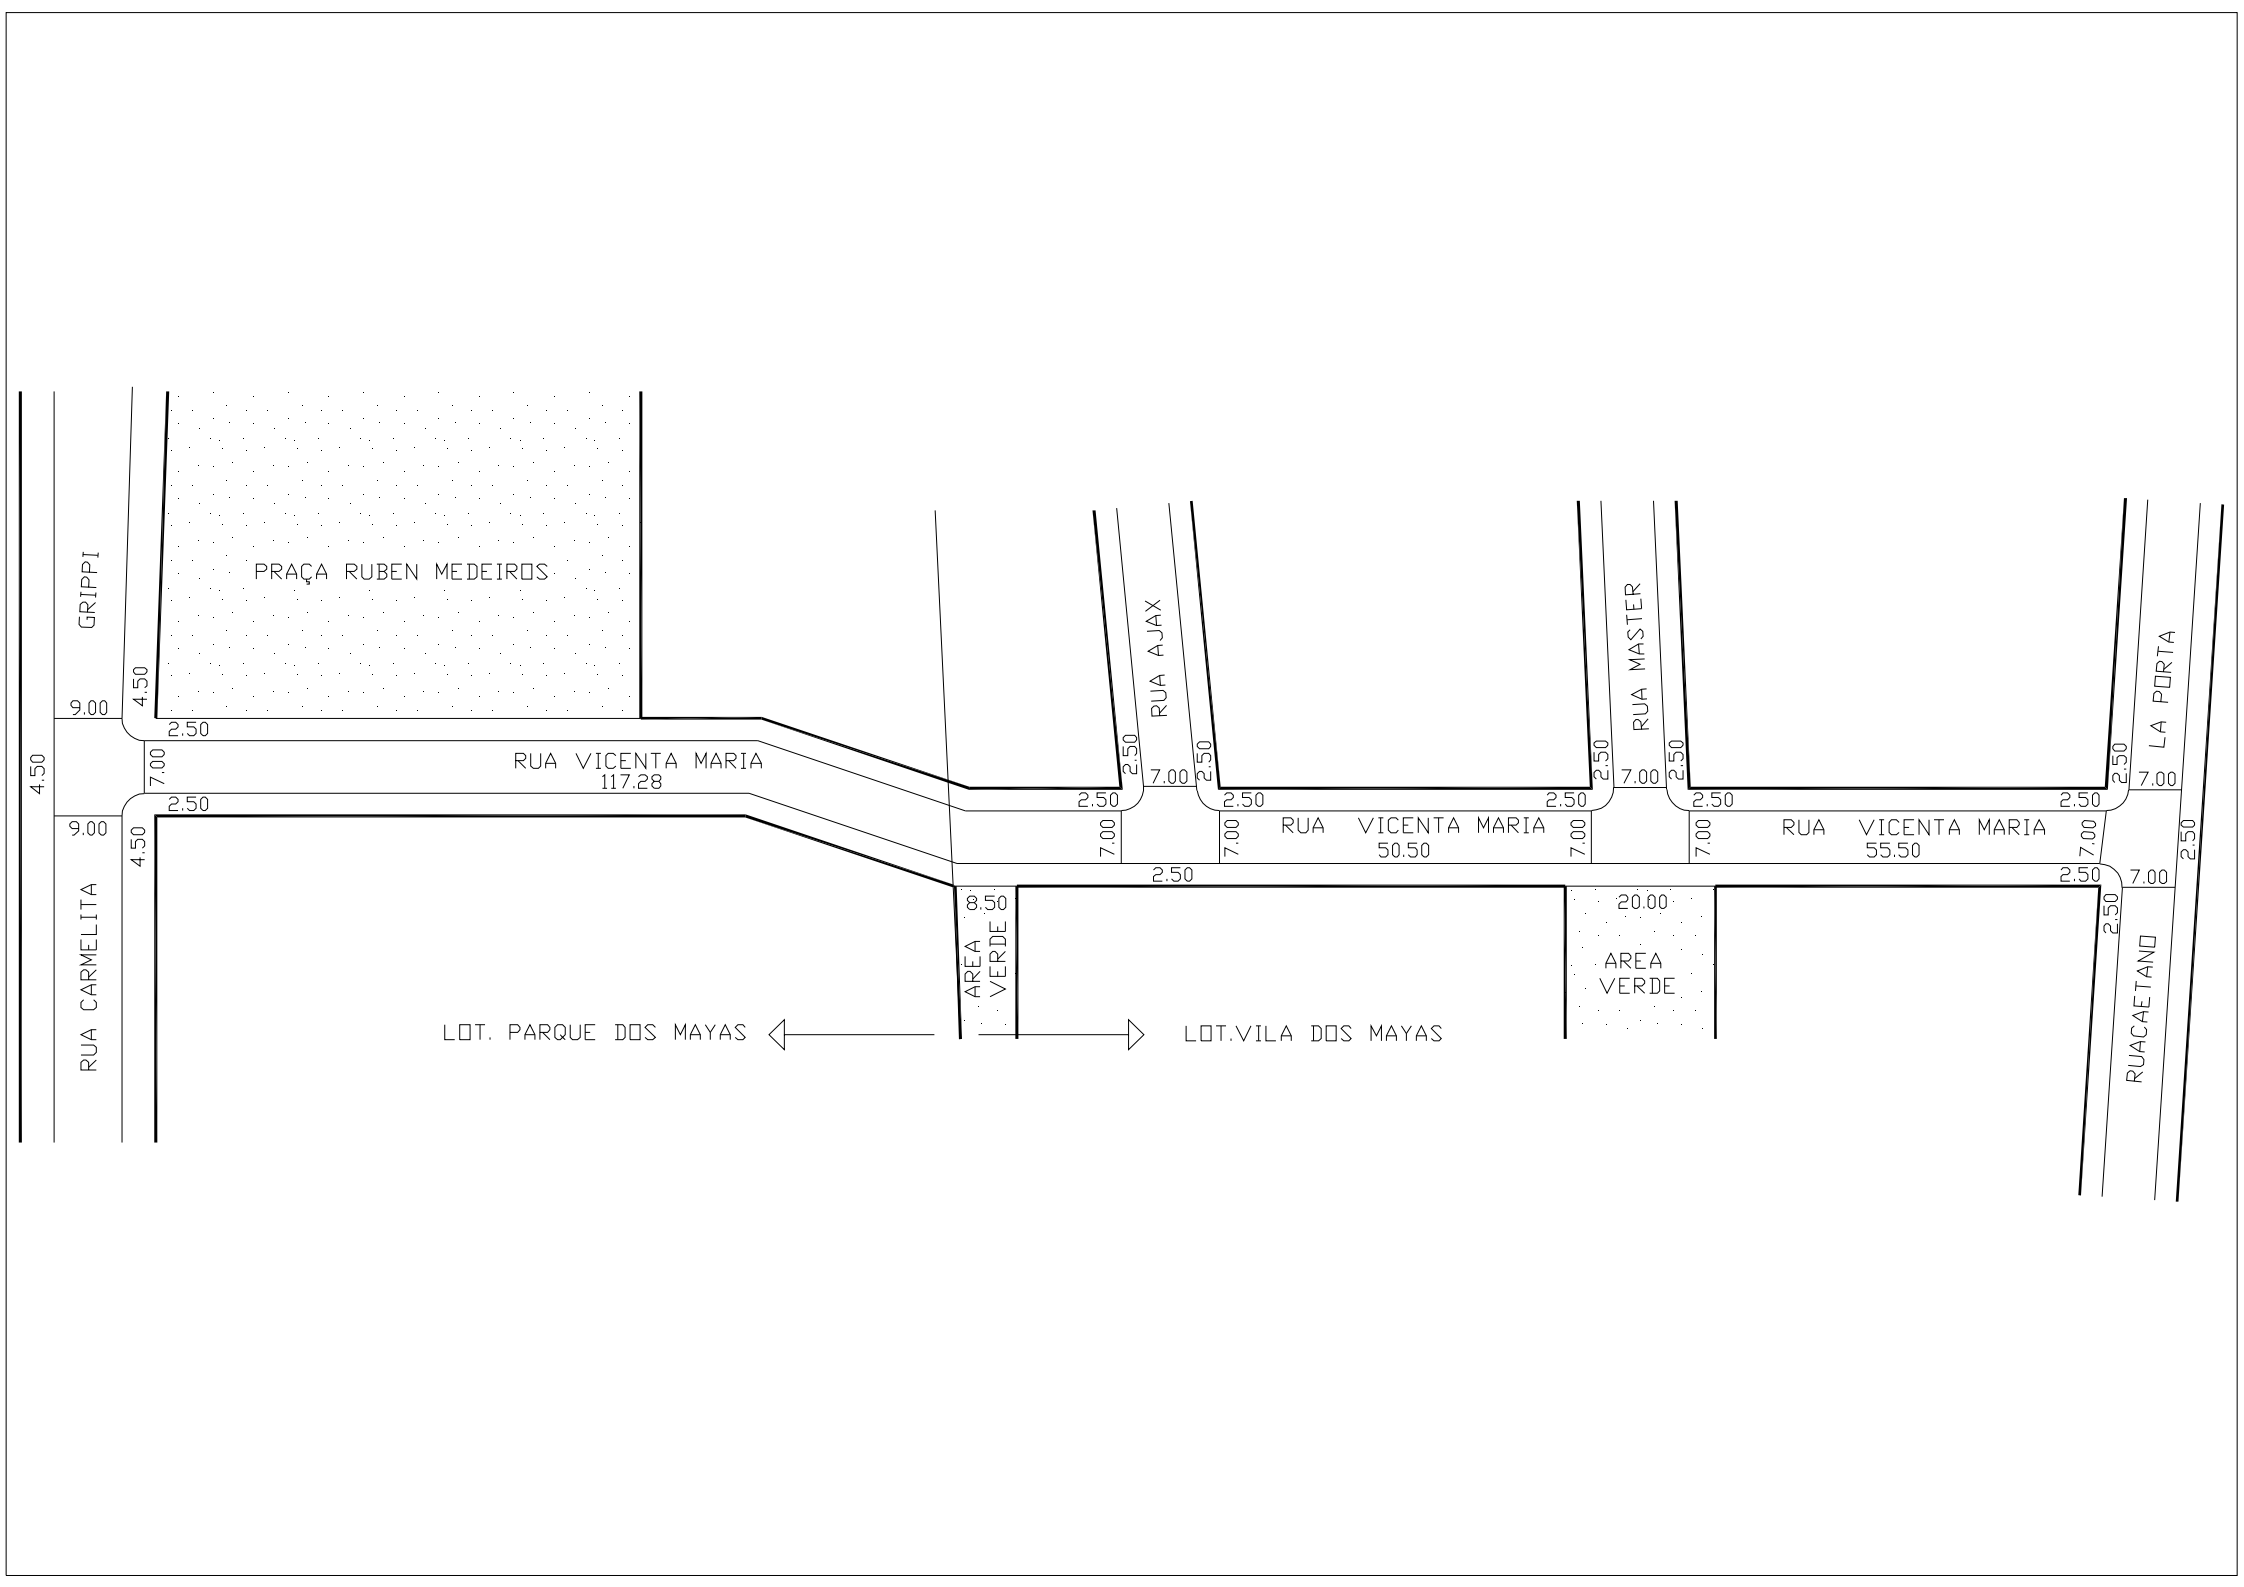 GRIPPI
PRAÇA RUBEN MEDEIROS
4.50
9.00
2.50
4.50
7.00
RUA VICENTA MARIA
117.28
2.50
9.00
4.50
RUA CARMELITA
LOT. PARQUE DOS MAYAS
RUA AJAX
2.50
7.00
2.50
2.50
7.00
2.50
7.00
RUA VICENTA MARIA
50.50
2.50
7.00
2.50
7.00
2.50
RUA MASTER
2.50
7.00
RUA VICENTA MARIA
55.50
2.50
7.00
2.50
7.00
LA PORTA
2.50
2.50
2.50
7.00
2.50
RUACAETANO
8.50
AREA
VERDE
20.00
AREA
VERDE
LOT.VILA DOS MAYAS